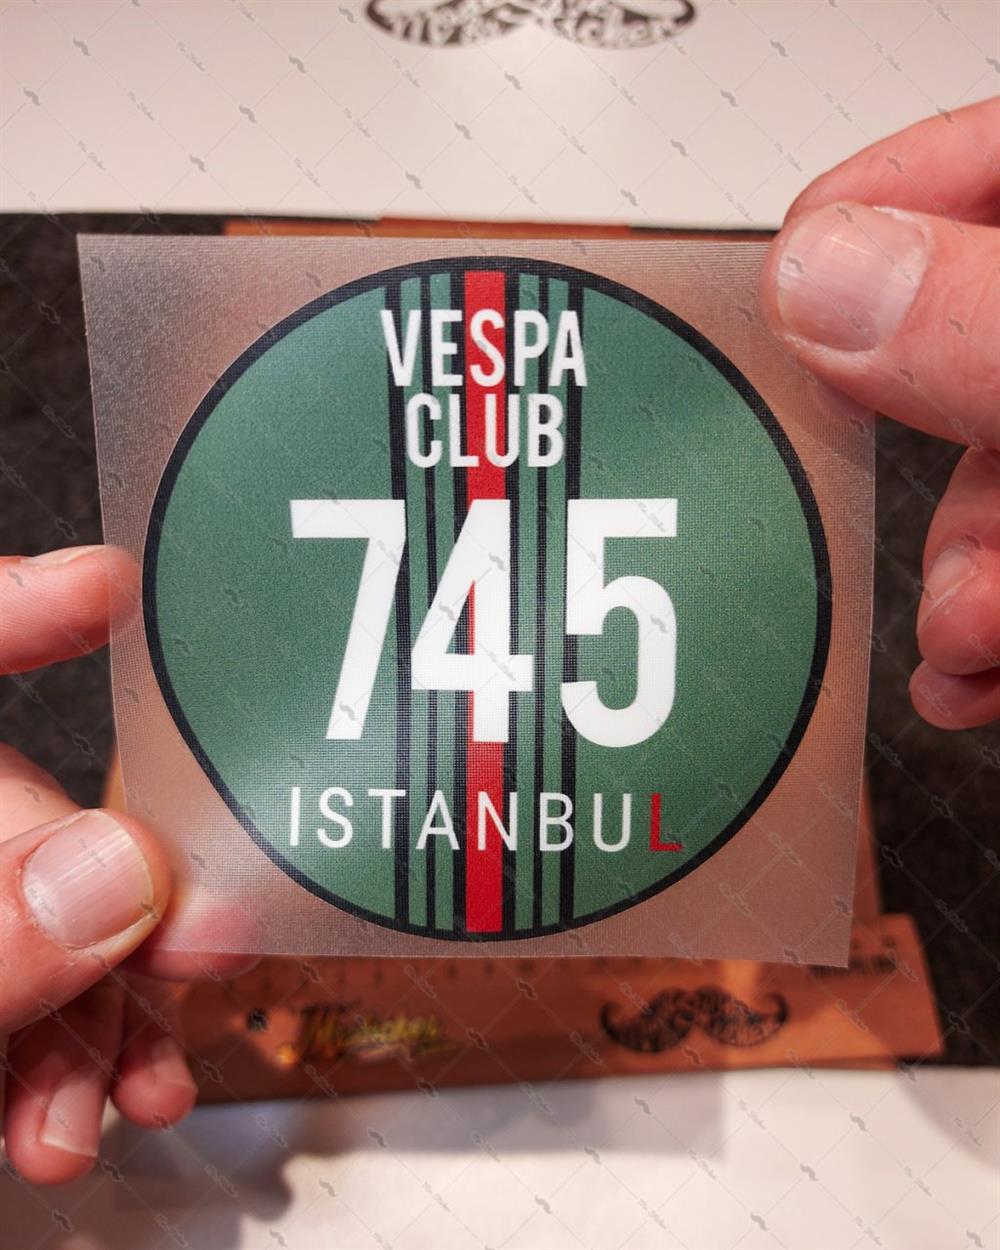 VESPA
CLUB
745
ISTANBUL